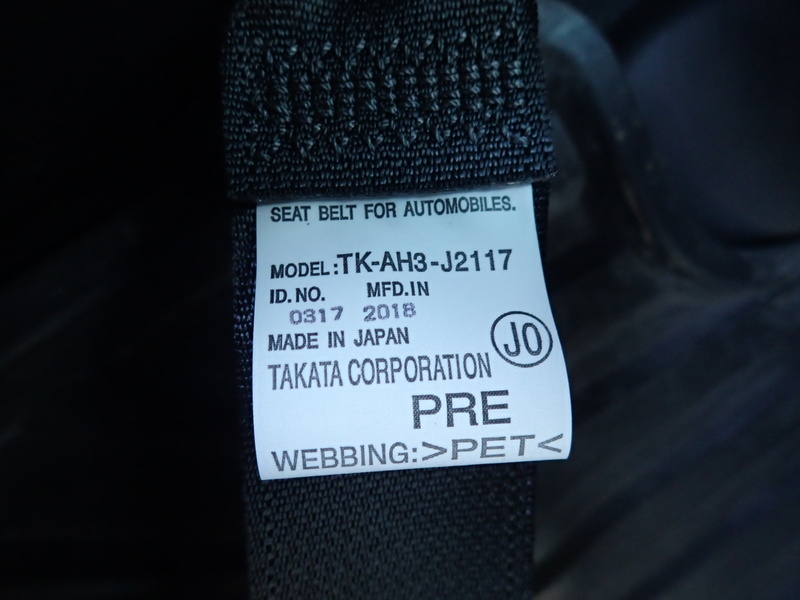 SEAT BELT FOR AUTOMOBILES.
MODEL:TK-AH3-J2117
ID.NO. MFD.IN
0317 2018
MADE IN JAPAN
JO
TAKATA CORPORATION
PRE
WEBBING:>PET<